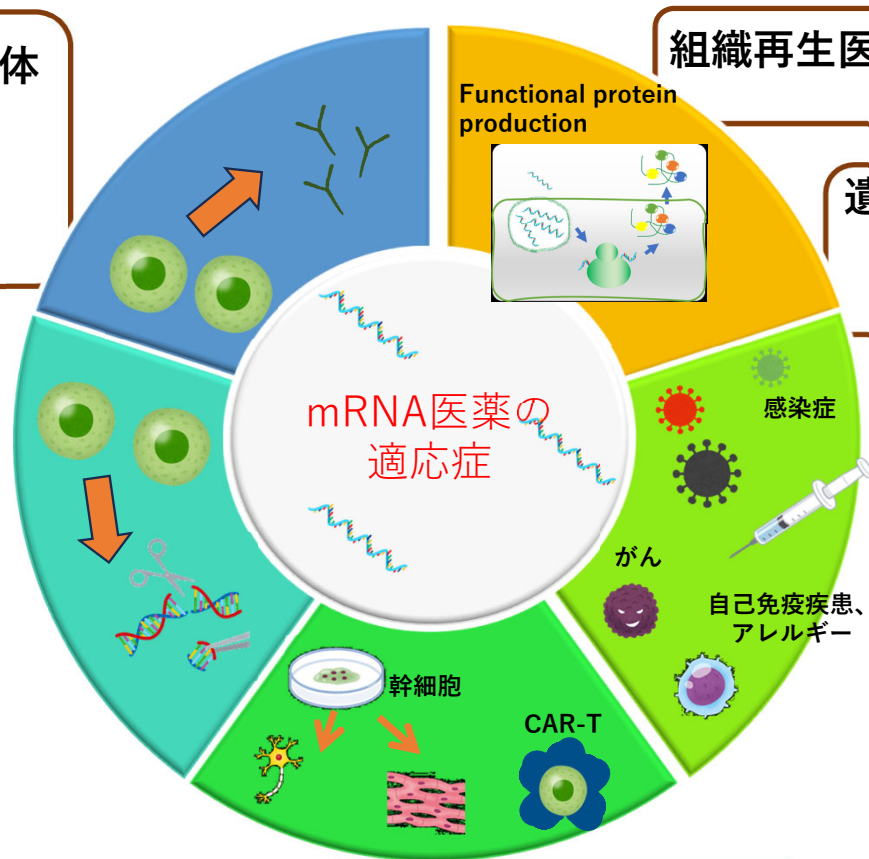 体
組織再生医
Functional protein
production
遺
mRNA医薬の
適応症
感染症
がん
自己免疫疾患、
アレルギー
幹細胞
CAR-T